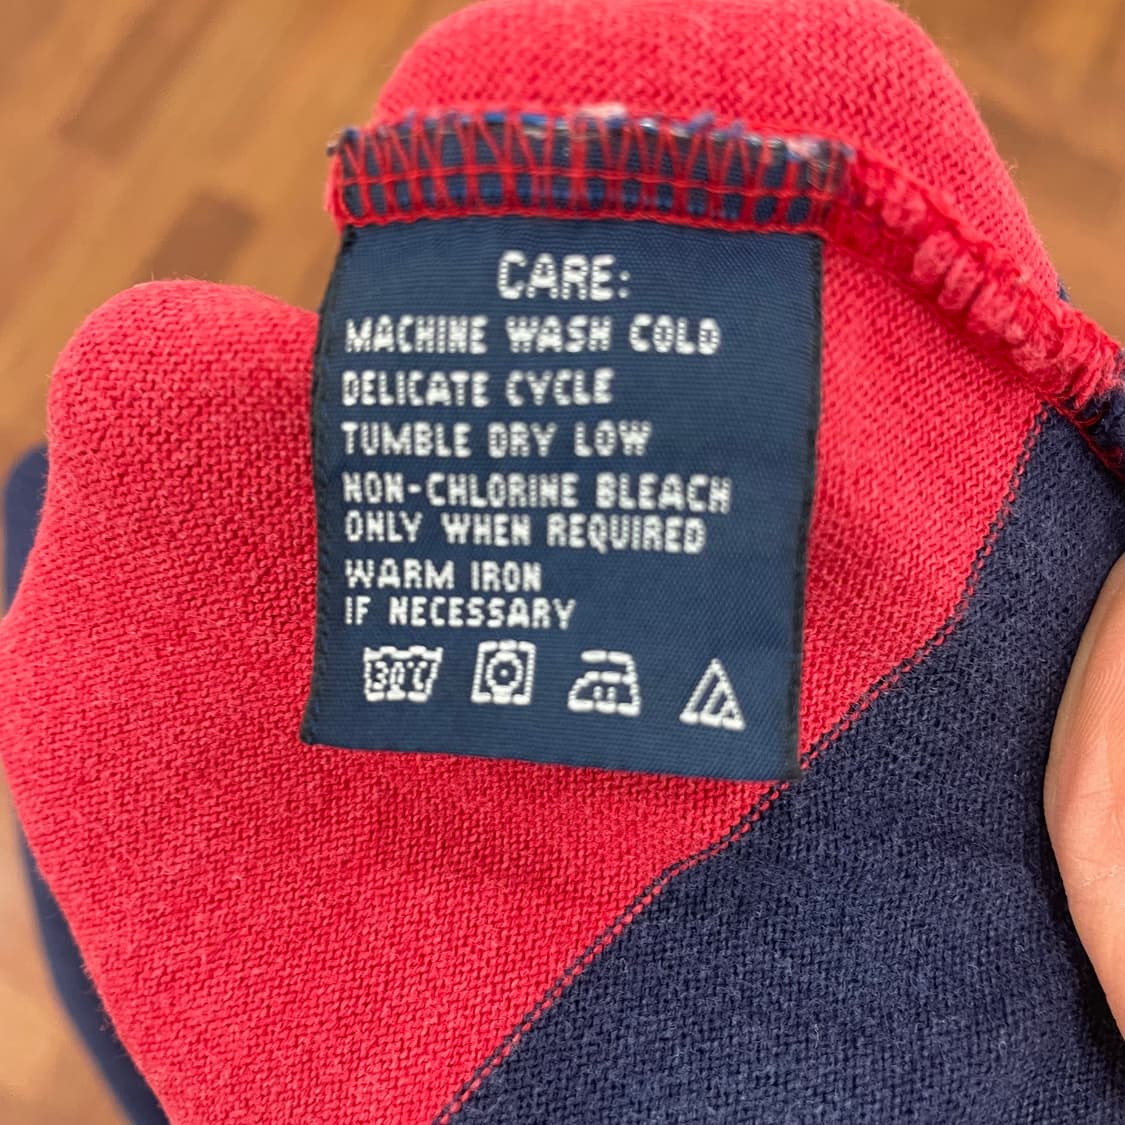 CARE:
MACHINE WASH COLD
DELICATE CYCLE
TUMBLE DRY LOW
NON-CHLORINE BLEACH
ONLY WHEN REQUIRED
WARM IRON
IF NECESSARY
30°C